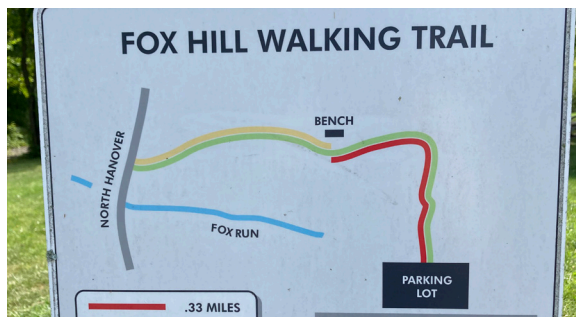 FOX HILL WALKING TRAIL
BENCH
NORTH HANOVER
FOX RUN
PARKING
LOT
.33 MILES